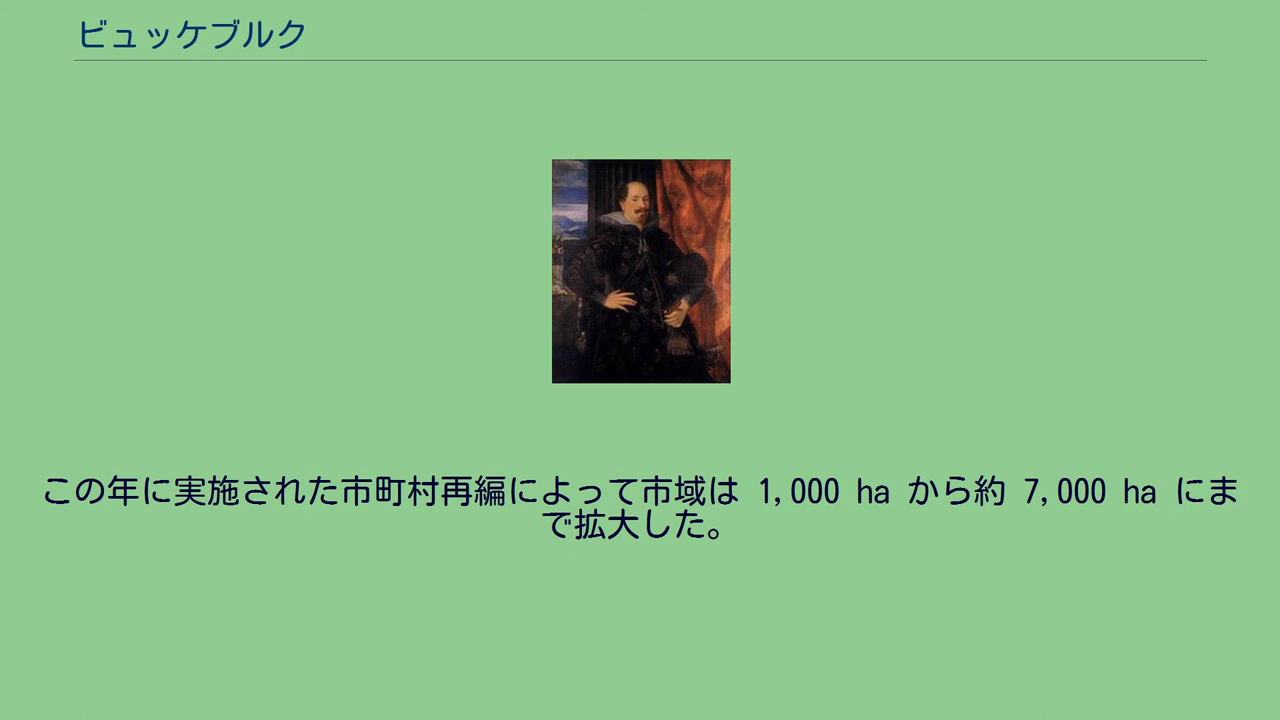 ビュッケブルク
この年に実施された市町村再編によって市域は 1,000 ha から約 7,000 ha にま
で拡大した。